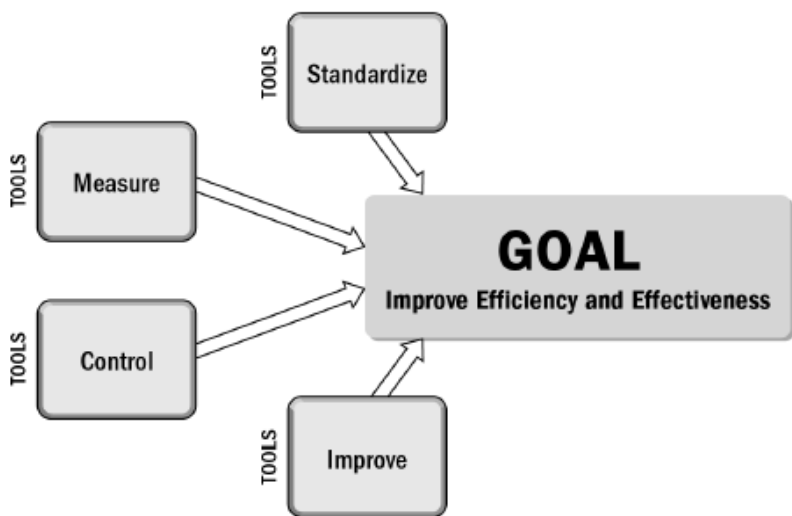 TOOLS
Standardize
TOOLS
Measure
GOAL
Improve Efficiency and Effectiveness
TOOLS
Control
TOOLS
Improve